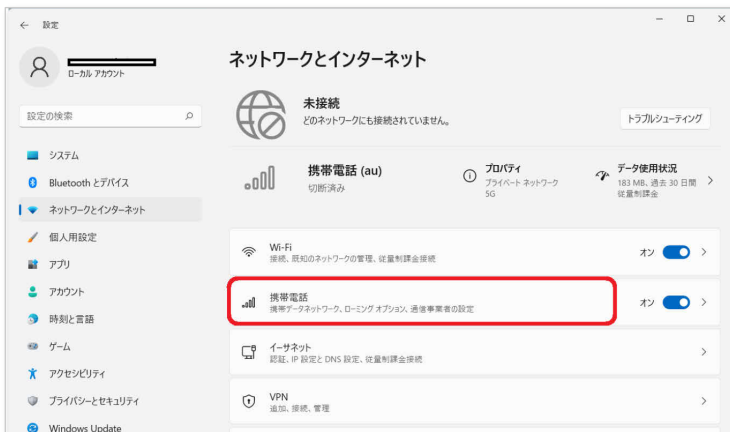 設定
ローカル アカウント
設定の検索
システム
Bluetooth とデバイス
ネットワークとインターネット
個人用設定
アプリ
アカウント
時刻と言語
ゲーム
アクセシビリティ
プライバシーとセキュリティ
Windows Update
ネットワークとインターネット
未接続
どのネットワークにも接続されていません。
トラブルシューティング
携帯電話 (au)
切断済み
プロパティ
プライベート ネットワーク
5G
データ使用状況
183 MB、過去 30 日間
従量制課金
Wi-Fi
接続、既知のネットワークの管理、従量制課金接続
オン
携帯電話
携帯データネットワーク、ローミング オプション、通信事業者の設定
オン
イーサネット
認証、IP 設定と DNS 設定、従量制課金接続
VPN
追加、接続、管理